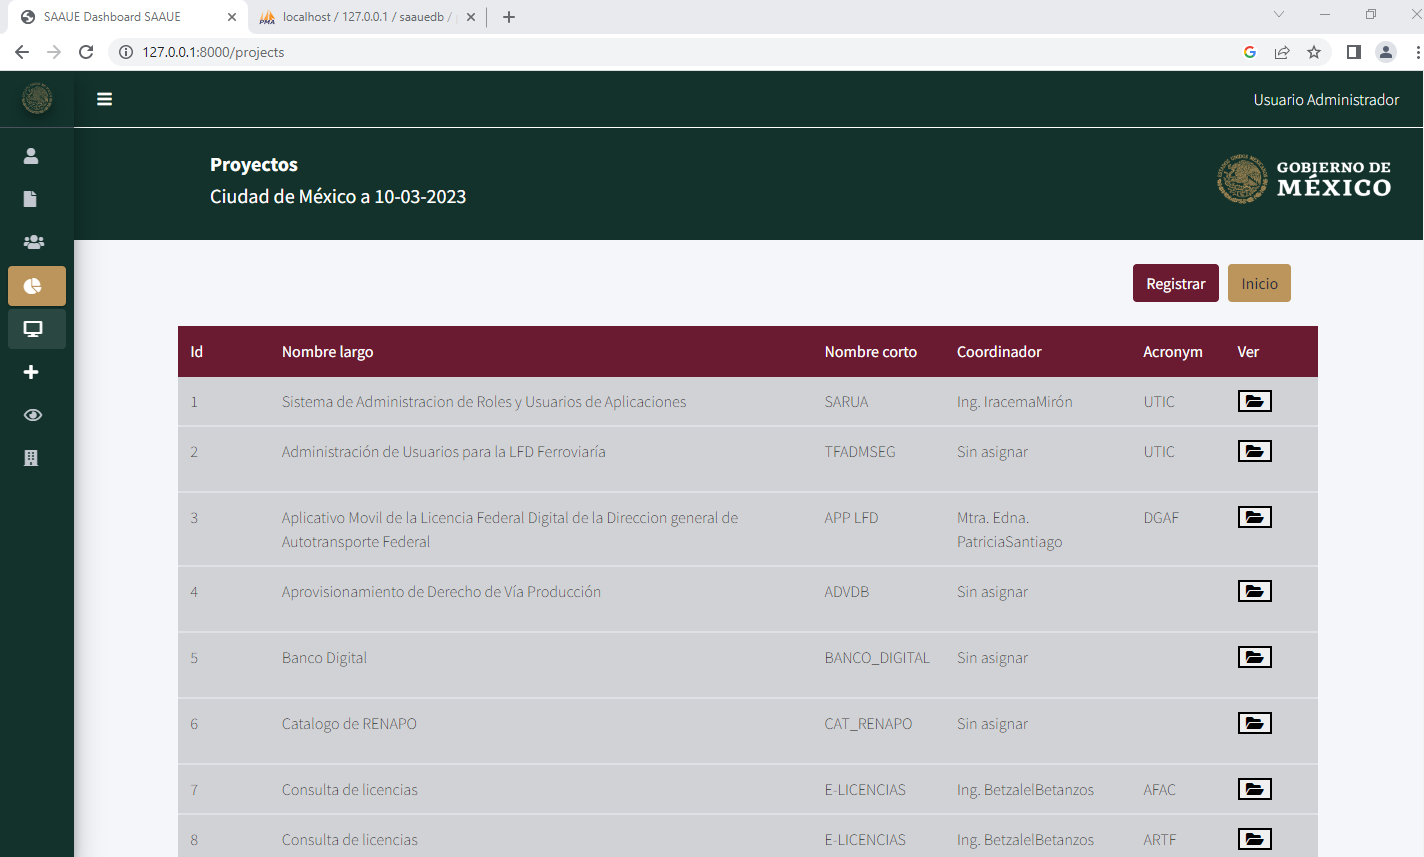 SAAUE Dashboard SAAUE
localhost / 127.0.0.1 / saauedb /
127.0.0.1:8000/projects
Usuario Administrador
Proyectos
Ciudad de México a 10-03-2023
GOBIERNO DE
MÉXICO
Registrar Inicio
Id Nombre largo Nombre corto Coordinador Acronym Ver
1 Sistema de Administracion de Roles y Usuarios de Aplicaciones SARUA Ing. IracemaMirón UTIC
2 Administración de Usuarios para la LFD Ferroviaría TFADMSEG Sin asignar UTIC
3 Aplicativo Movil de la Licencia Federal Digital de la Direccion general de APP LFD Mtra. Edna. DGAF
Autotransporte Federal PatriciaSantiago
4 Aprovisionamiento de Derecho de Vía Producción ADVDB Sin asignar
5 Banco Digital BANCO_DIGITAL Sin asignar
6 Catalogo de RENAPO CAT_RENAPO Sin asignar
7 Consulta de licencias E-LICENCIAS Ing. BetzalelBetanzos AFAC
8 Consulta de licencias E-LICENCIAS Ing. BetzalelBetanzos ARTF